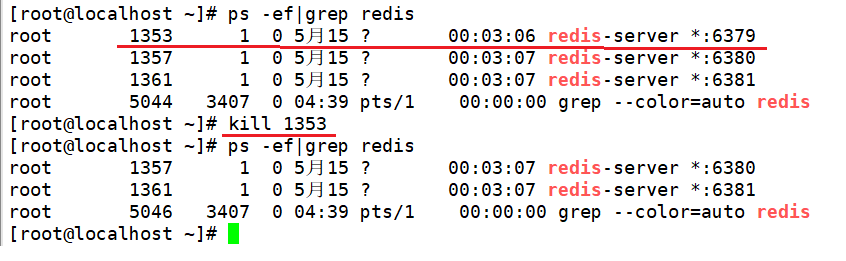 [root@localhost ~]# ps -ef|grep redis
root 1353 1 0 5月15 ? 00:03:06 redis-server *:6379
root 1357 1 0 5月15 ? 00:03:07 redis-server *:6380
root 1361 1 0 5月15 ? 00:03:07 redis-server *:6381
root 5044 3407 0 04:39 pts/1 00:00:00 grep --color=auto redis
[root@localhost ~]# kill 1353
[root@localhost ~]# ps -ef|grep redis
root 1357 1 0 5月15 ? 00:03:07 redis-server *:6380
root 1361 1 0 5月15 ? 00:03:07 redis-server *:6381
root 5046 3407 0 04:39 pts/1 00:00:00 grep --color=auto redis
[root@localhost ~]#